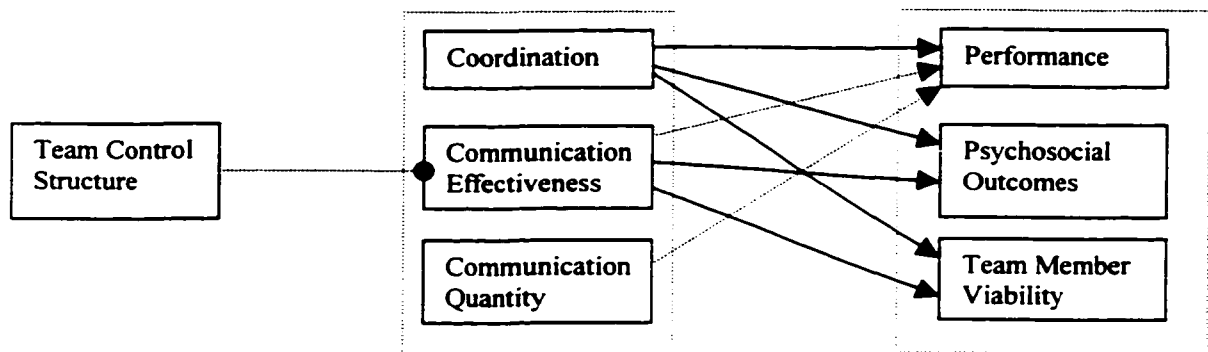 Team Control
Structure
Coordination
Communication
Effectiveness
Communication
Quantity
Performance
Psychosocial
Outcomes
Team Member
Viability